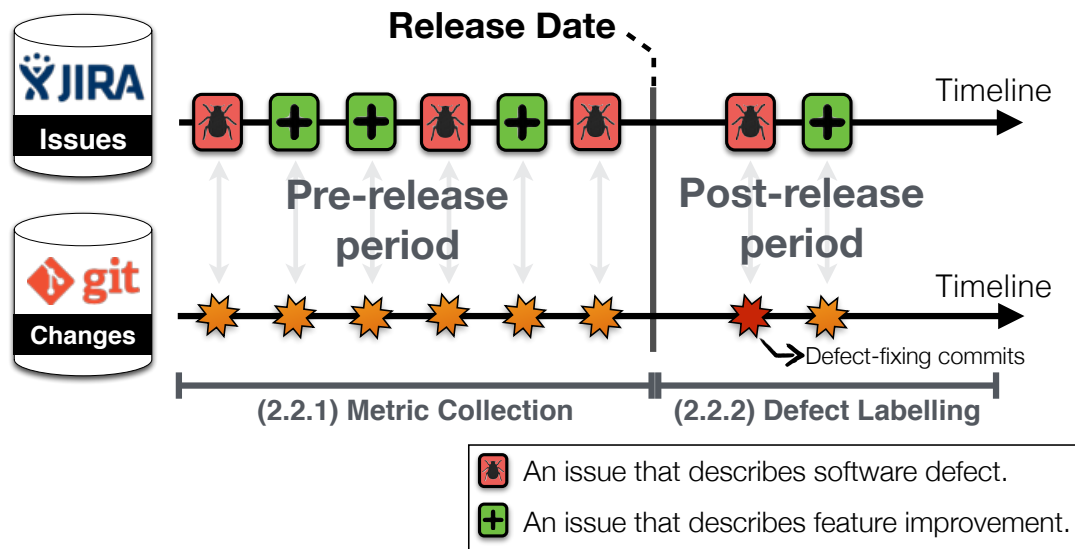 Release Date
JIRA
Issues
Timeline
Pre-release
period
Post-release
period
git
Changes
Timeline
Defect-fixing commits
(2.2.1) Metric Collection
(2.2.2) Defect Labelling
An issue that describes software defect.
An issue that describes feature improvement.